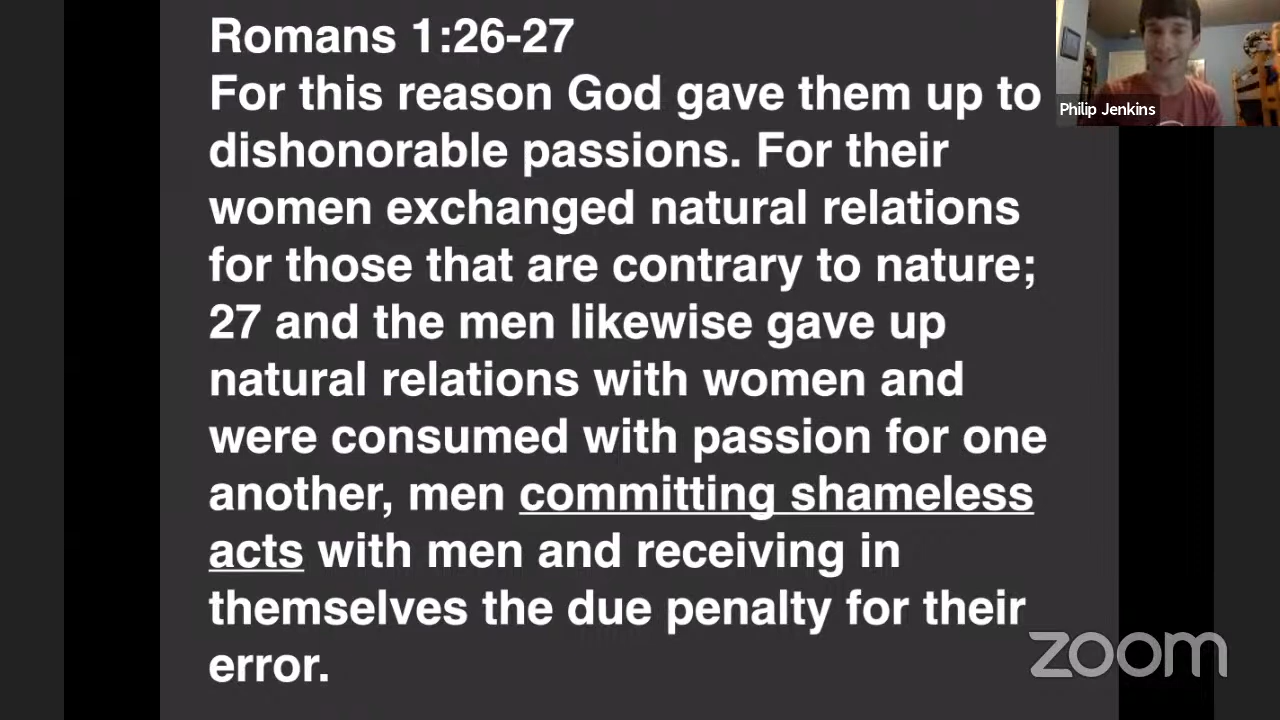 Romans 1:26-27
For this reason God gave them up to
dishonorable passions. For their
women exchanged natural relations
for those that are contrary to nature;
27 and the men likewise gave up
natural relations with women and
were consumed with passion for one
another, men committing shameless
acts with men and receiving in
themselves the due penalty for their
error.
Philip Jenkins
zoom